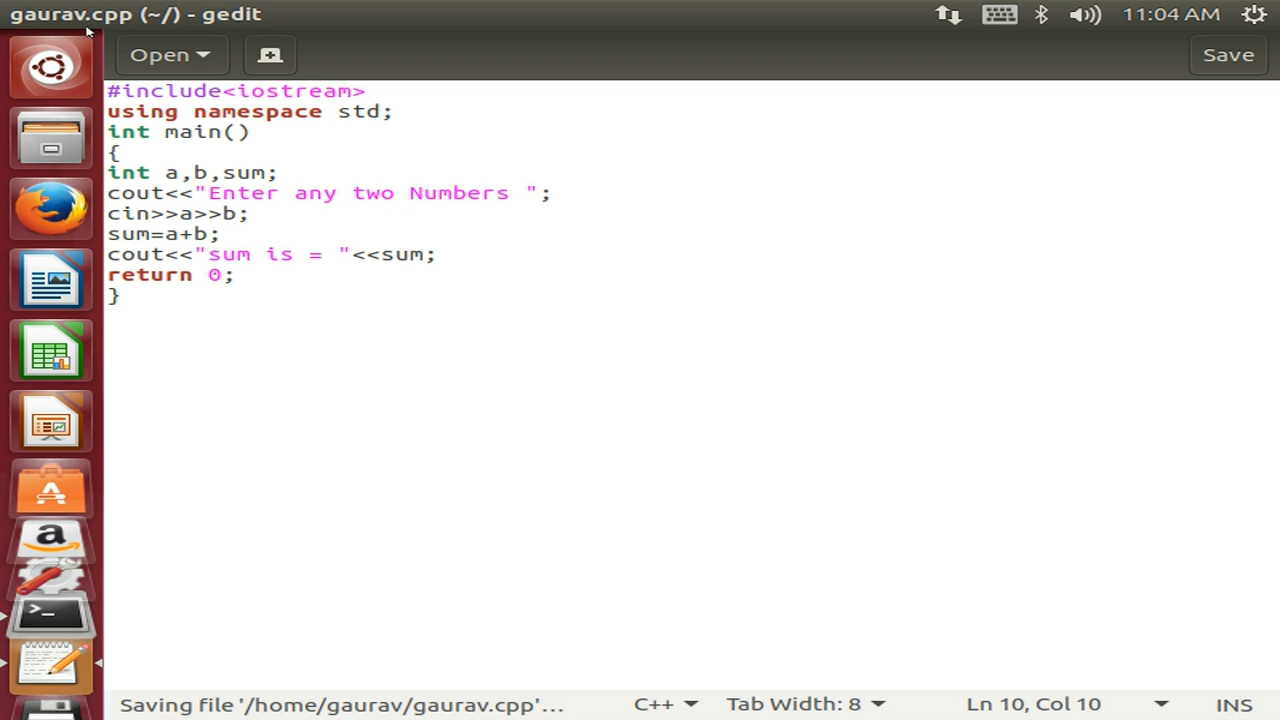 gaurav.cpp (~/) - gedit
11:04 AM
Open
Save
#include<iostream>
using namespace std;
int main()
{
int a,b,sum;
cout<<"Enter any two Numbers ";
cin>>a>>b;
sum=a+b;
cout<<"sum is = "<<sum;
return 0;
}
Saving file '/home/gaurav/gaurav.cpp'... C++ Tab Width: 8 Ln 10, Col 10 INS